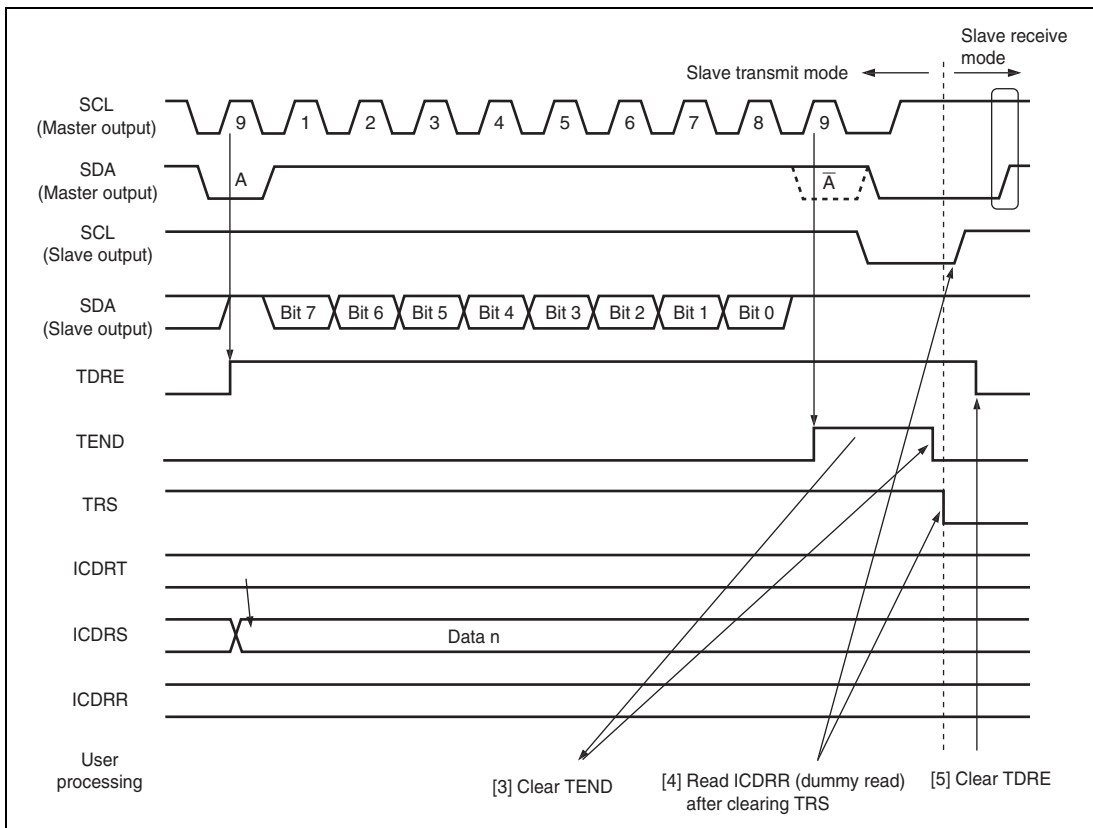 Slave receive
mode
Slave transmit mode
SCL
(Master output)
9 1 2 3 4 5 6 7 8 9
SDA
(Master output)
A A̅
SCL
(Slave output)
SDA
(Slave output)
Bit 7 Bit 6 Bit 5 Bit 4 Bit 3 Bit 2 Bit 1 Bit 0
TDRE
TEND
TRS
ICDRT
ICDRS
Data n
ICDRR
User
processing
[3] Clear TEND
[4] Read ICDRR (dummy read)
after clearing TRS
[5] Clear TDRE